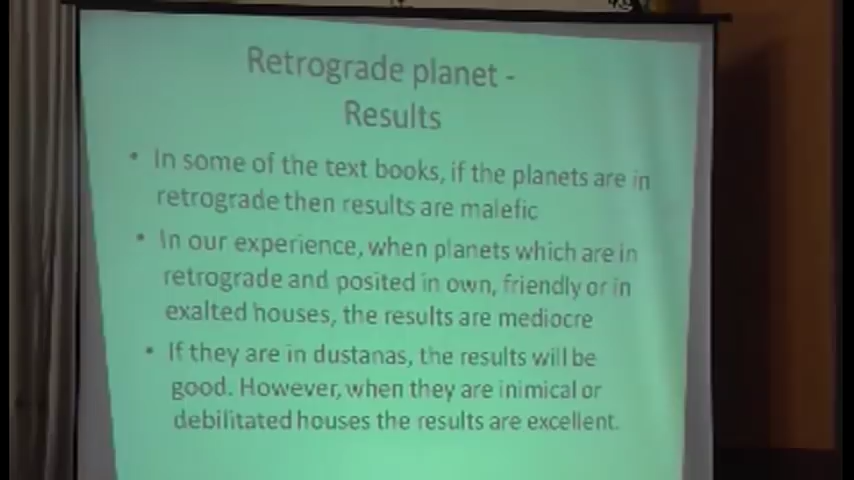 Retrograde planet -
Results
• In some of the text books, if the planets are in
retrograde then results are malefic
• In our experience, when planets which are in
retrograde and posited in own, friendly or in
exalted houses, the results are mediocre
• If they are in dustanas, the results will be
good. However, when they are inimical or
debilitated houses the results are excellent.